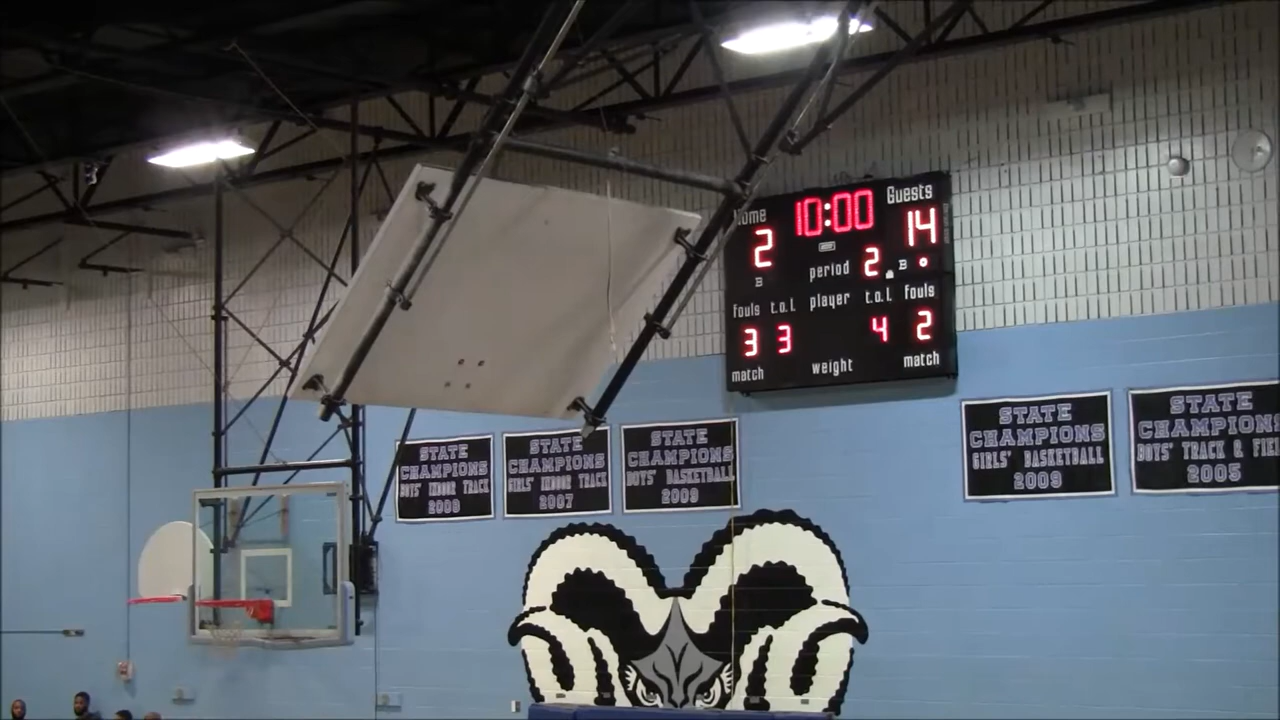 Home 10:00 Guests
2 14
period 2 B
B
fouls t.o.l. player t.o.l. fouls
3 3 4 2
match weight match
STATE
CHAMPIONS
BOYS' INDOOR TRACK
2008
STATE
CHAMPIONS
GIRLS' INDOOR TRACK
2007
STATE
CHAMPIONS
BOYS' BASKETBALL
2009
STATE
CHAMPIONS
GIRLS' BASKETBALL
2009
STATE
CHAMPIONS
BOYS' TRACK & FIEL
2005